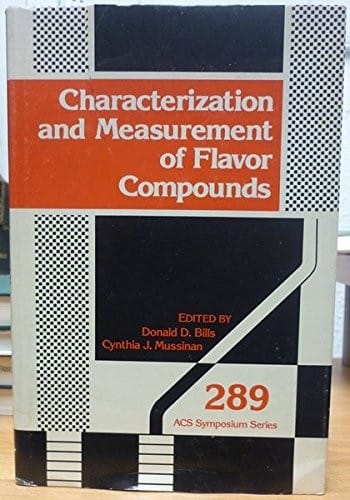 Characterization
and Measurement
of Flavor
Compounds
EDITED BY
Donald D. Bills
Cynthia J. Mussinan
289
ACS Symposium Series